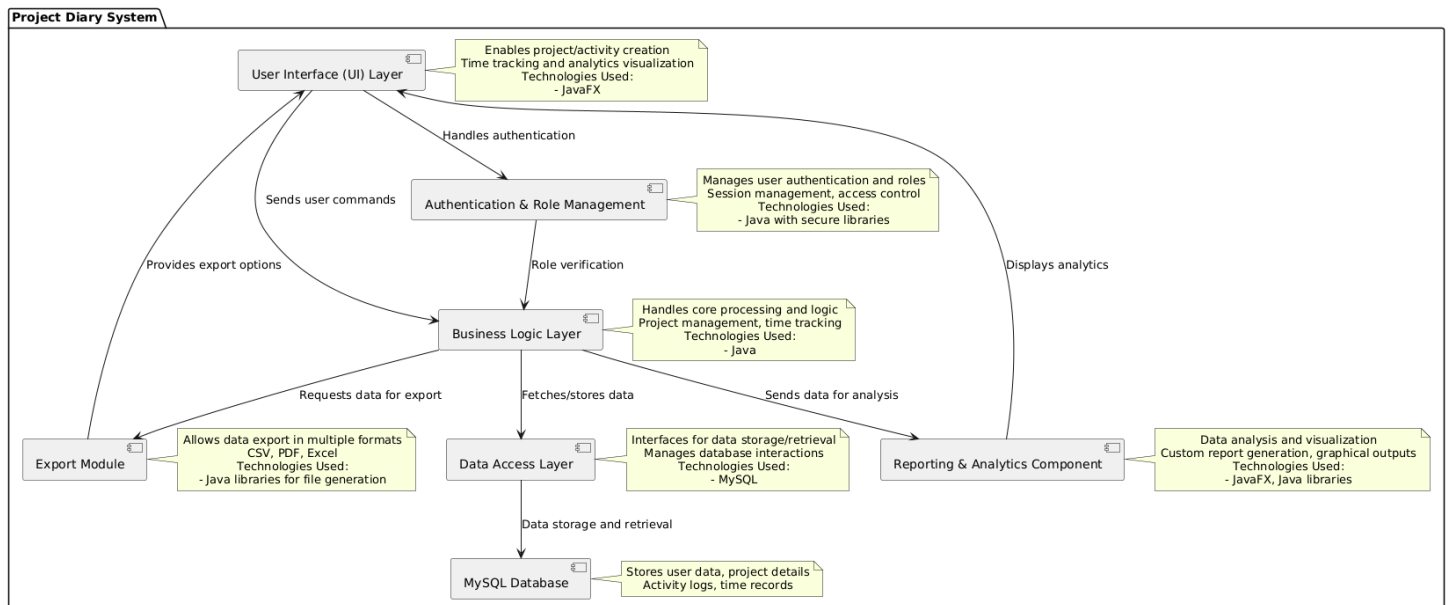 Project Diary System
User Interface (UI) Layer
Enables project/activity creation
Time tracking and analytics visualization
Technologies Used:
- JavaFX
Handles authentication
Sends user commands
Authentication & Role Management
Manages user authentication and roles
Session management, access control
Technologies Used:
- Java with secure libraries
Provides export options
Role verification
Displays analytics
Business Logic Layer
Handles core processing and logic
Project management, time tracking
Technologies Used:
- Java
Requests data for export
Fetches/stores data
Sends data for analysis
Export Module
Allows data export in multiple formats
CSV, PDF, Excel
Technologies Used:
- Java libraries for file generation
Data Access Layer
Interfaces for data storage/retrieval
Manages database interactions
Technologies Used:
- MySQL
Reporting & Analytics Component
Data analysis and visualization
Custom report generation, graphical outputs
Technologies Used:
- JavaFX, Java libraries
Data storage and retrieval
MySQL Database
Stores user data, project details
Activity logs, time records